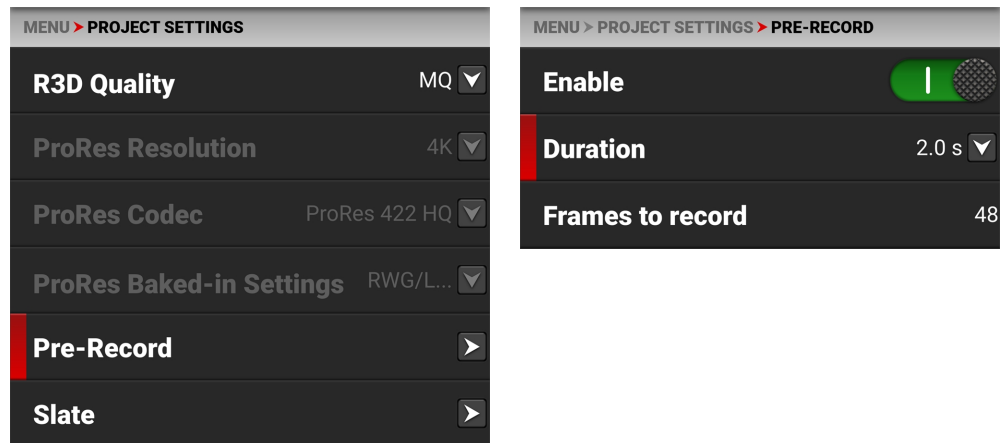 MENU ➤ PROJECT SETTINGS
R3D Quality MQ
ProRes Resolution 4K
ProRes Codec ProRes 422 HQ
ProRes Baked-in Settings RWG/L...
Pre-Record
Slate
MENU ➤ PROJECT SETTINGS ➤ PRE-RECORD
Enable
Duration 2.0 s
Frames to record 48